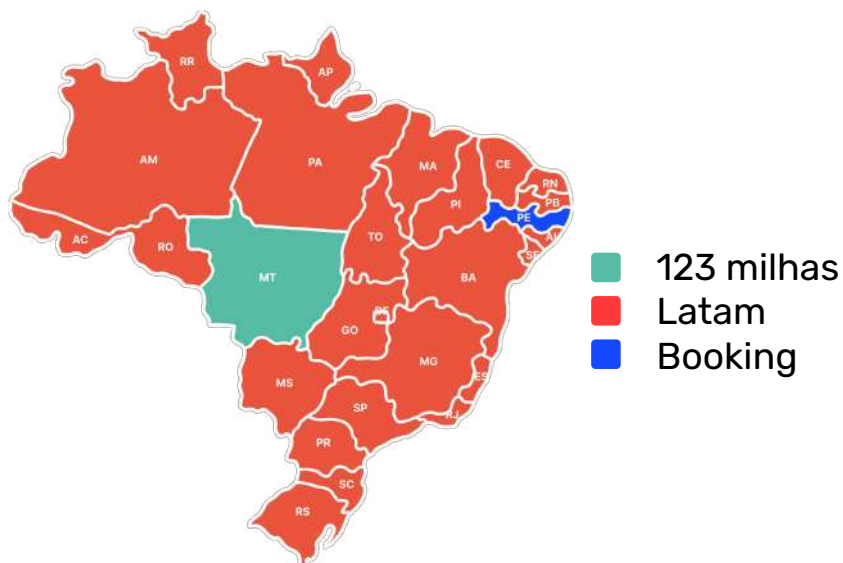 RR
AP
AM
PA
MA
CE
RN
PB
PI
PE
AL
SE
AC
RO
TO
BA
MT
DF
GO
MG
ES
MS
SP
RJ
PR
SC
RS
123 milhas
Latam
Booking